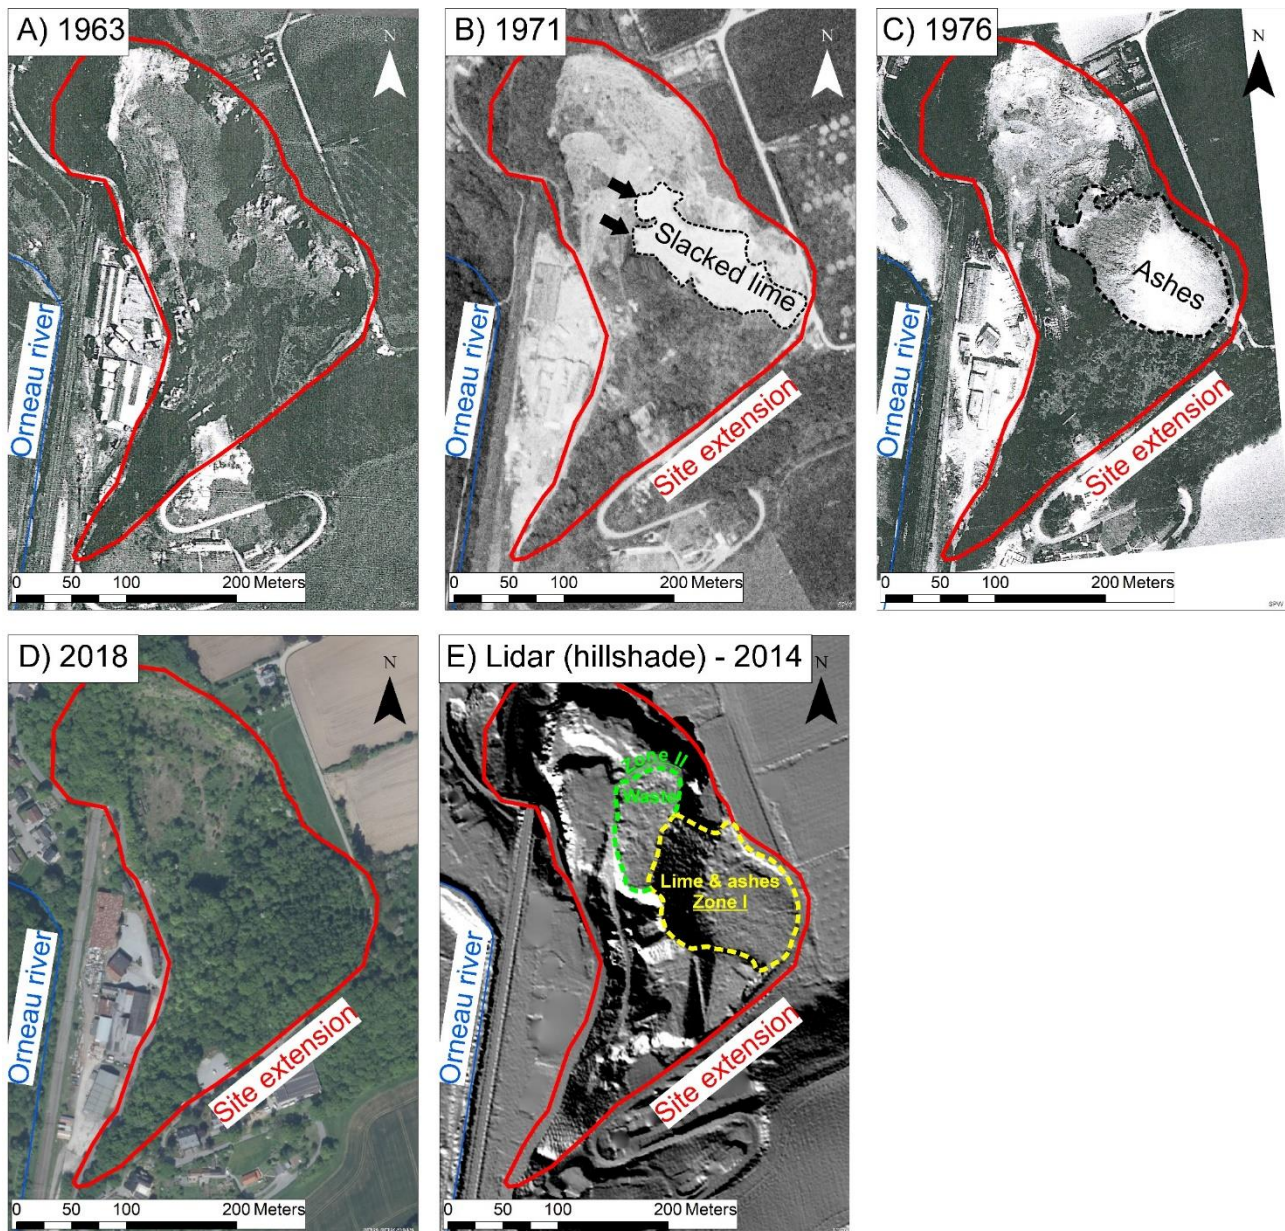 A) 1963
N
Orneau river
0 50 100 200 Meters
SPW
B) 1971
N
Slacked lime
Orneau river
Site extension
0 50 100 200 Meters
SPW
C) 1976
N
Ashes
Orneau river
Site extension
0 50 100 200 Meters
SPW
D) 2018
N
Orneau river
Site extension
0 50 100 200 Meters
E) Lidar (hillshade) - 2014
N
Zone II
Waste
Lime & ashes
Zone I
Orneau river
Site extension
0 50 100 200 Meters